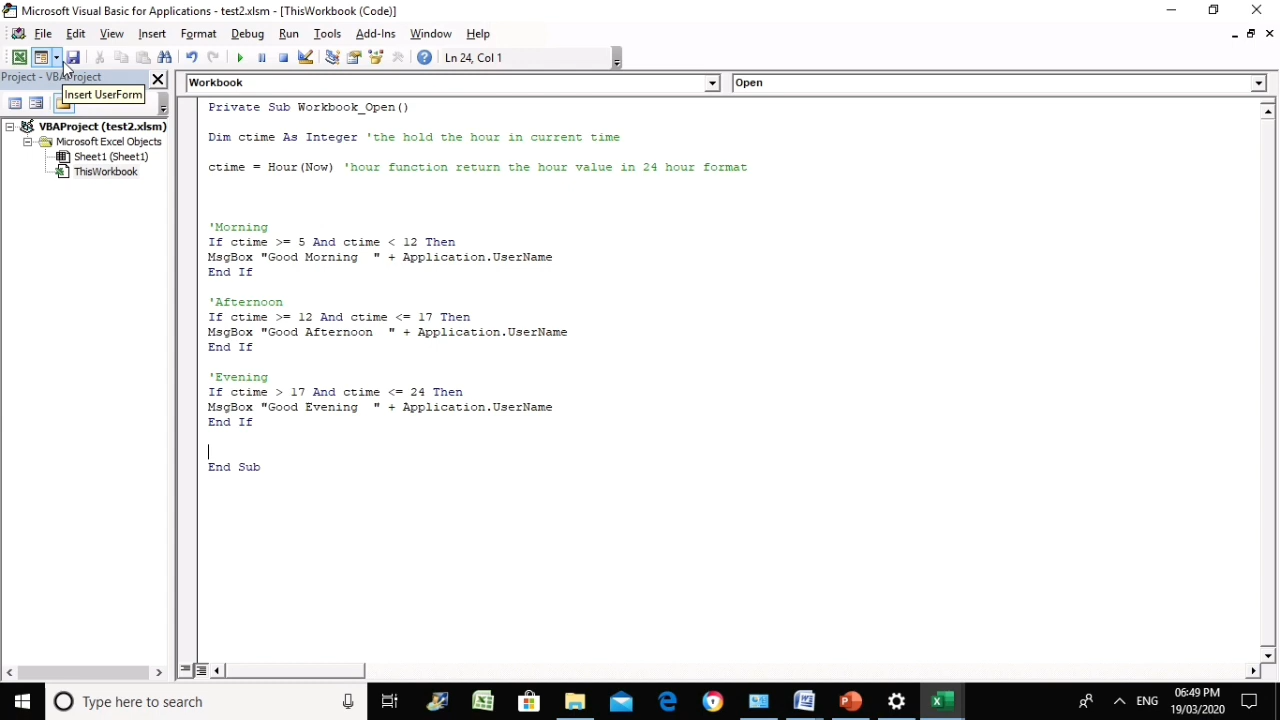 Microsoft Visual Basic for Applications - test2.xlsm - [ThisWorkbook (Code)]
File Edit View Insert Format Debug Run Tools Add-Ins Window Help
Ln 24, Col 1
Project - VBAProject
Insert UserForm
Workbook
Open
VBAProject (test2.xlsm)
Microsoft Excel Objects
Sheet1 (Sheet1)
ThisWorkbook
Private Sub Workbook_Open()
Dim ctime As Integer 'the hold the hour in current time
ctime = Hour(Now) 'hour function return the hour value in 24 hour format
'Morning
If ctime >= 5 And ctime < 12 Then
MsgBox "Good Morning  " + Application.UserName
End If
'Afternoon
If ctime >= 12 And ctime <= 17 Then
MsgBox "Good Afternoon  " + Application.UserName
End If
'Evening
If ctime > 17 And ctime <= 24 Then
MsgBox "Good Evening  " + Application.UserName
End If
End Sub
Type here to search
ENG
06:49 PM
19/03/2020